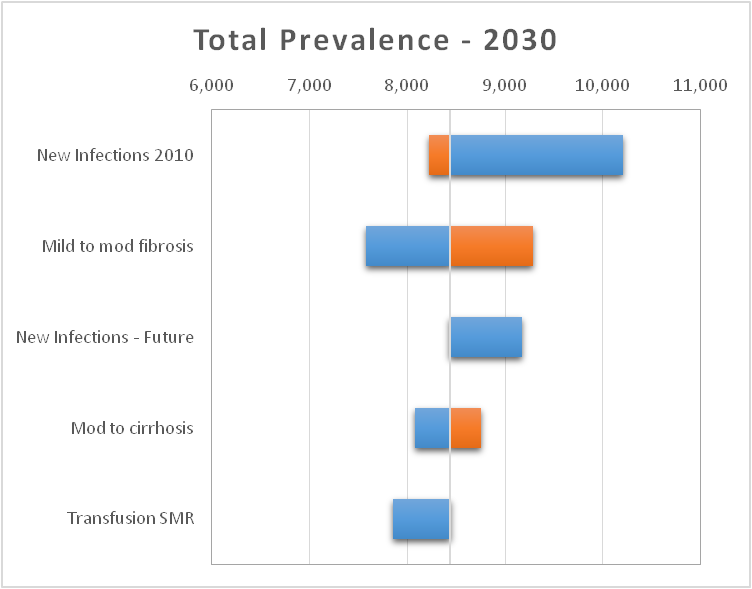 Total Prevalence - 2030
6,000 7,000 8,000 9,000 10,000 11,000
New Infections 2010
Mild to mod fibrosis
New Infections - Future
Mod to cirrhosis
Transfusion SMR